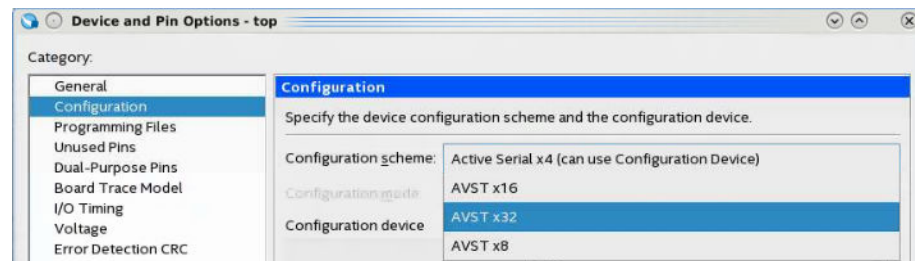 Device and Pin Options - top
Category:
General
Configuration
Programming Files
Unused Pins
Dual-Purpose Pins
Board Trace Model
I/O Timing
Voltage
Error Detection CRC
Configuration
Specify the device configuration scheme and the configuration device.
Configuration scheme: Active Serial x4 (can use Configuration Device)
AVST x16
Configuration mode
AVST x32
Configuration device
AVST x8